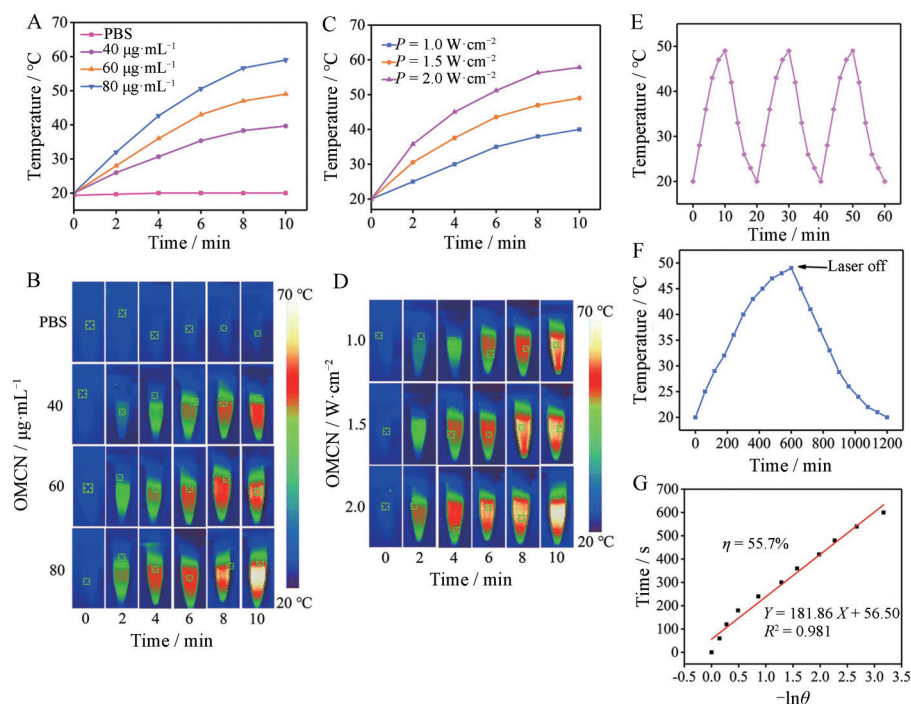 A
PBS
40 μg·mL⁻¹
60 μg·mL⁻¹
80 μg·mL⁻¹
70
60
50
40
30
20
10
Temperature / ℃
0 2 4 6 8 10
Time / min
C
P = 1.0 W·cm⁻²
P = 1.5 W·cm⁻²
P = 2.0 W·cm⁻²
70
60
50
40
30
20
Temperature / ℃
0 2 4 6 8 10
Time / min
E
50
40
30
20
Temperature / ℃
0 10 20 30 40 50 60
Time / min
B
PBS
40
60
80
OMCN / μg·mL⁻¹
0 2 4 6 8 10
Time / min
70 ℃
20 ℃
D
1.0
1.5
2.0
OMCN / W·cm⁻²
0 2 4 6 8 10
Time / min
70 ℃
20 ℃
F
Laser off
50
45
40
35
30
25
20
Temperature / ℃
0 200 400 600 800 1000 1200
Time / min
G
700
600
500
400
300
200
100
0
Time / s
η = 55.7%
Y = 181.86 X + 56.50
R² = 0.981
-0.5 0.0 0.5 1.0 1.5 2.0 2.5 3.0 3.5
−lnθ